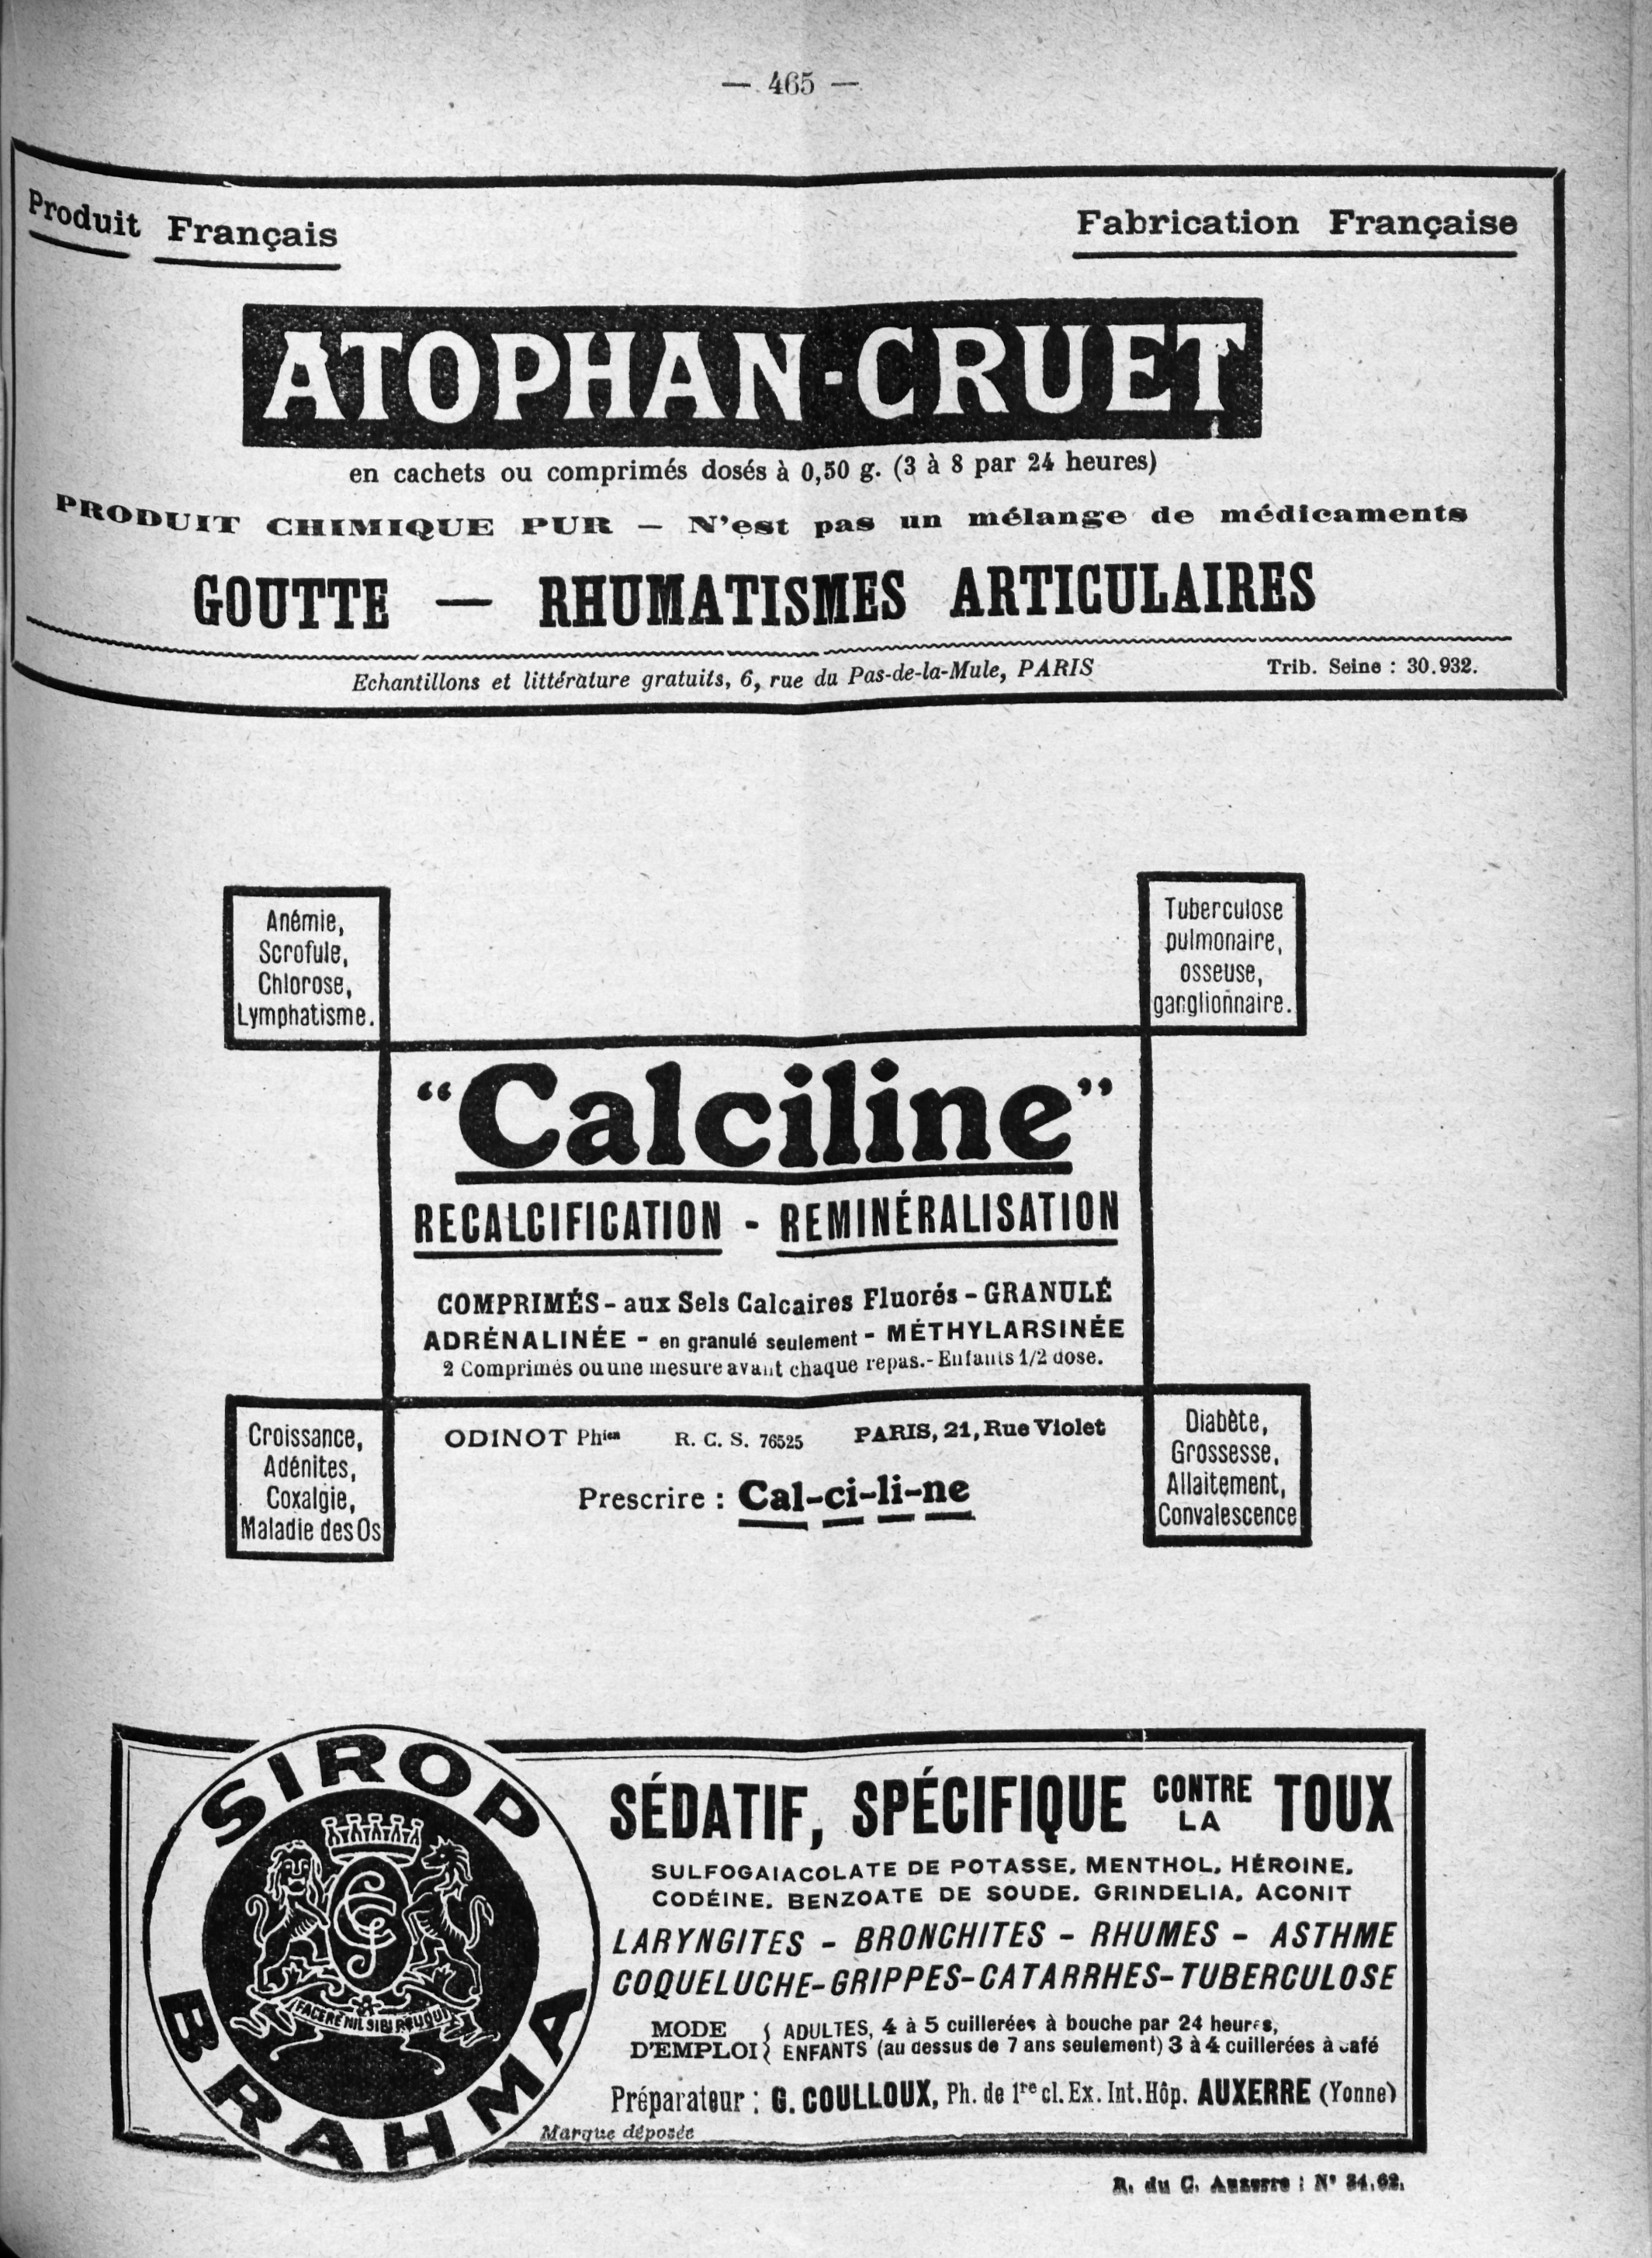 — 465 —
Produit Français
Fabrication Française
ATOPHAN-CRUET
en cachets ou comprimés dosés à 0,50 g. (3 à 8 par 24 heures)
PRODUIT CHIMIQUE PUR — N'est pas un mélange de médicaments
GOUTTE — RHUMATISMES ARTICULAIRES
Echantillons et littérature gratuits, 6, rue du Pas-de-la-Mule, PARIS
Trib. Seine : 30.932.
Anémie,
Scrofule,
Chlorose,
Lymphatisme.
Tuberculose
pulmonaire,
osseuse,
ganglionnaire.
"Calciline"
RECALCIFICATION - REMINÉRALISATION
COMPRIMÉS - aux Sels Calcaires Fluorés - GRANULÉ
ADRÉNALINÉE - en granulé seulement - MÉTHYLARSINÉE
2 Comprimés ou une mesure avant chaque repas.- Enfants 1/2 dose.
Croissance,
Adénites,
Coxalgie,
Maladie des Os
ODINOT Phien R. C. S. 76525 PARIS, 21, Rue Violet
Prescrire : Cal-ci-li-ne
Diabète,
Grossesse,
Allaitement,
Convalescence
SIROP
BRAHMA
FACERE NIL SIBI
SÉDATIF, SPÉCIFIQUE CONTRE LA TOUX
SULFOGAIACOLATE DE POTASSE, MENTHOL, HÉROINE,
CODÉINE, BENZOATE DE SOUDE, GRINDELIA, ACONIT
LARYNGITES - BRONCHITES - RHUMES - ASTHME
COQUELUCHE-GRIPPES-CATARRHES-TUBERCULOSE
MODE D'EMPLOI { ADULTES, 4 à 5 cuillerées à bouche par 24 heures,
ENFANTS (au dessus de 7 ans seulement) 3 à 4 cuillerées à café
Préparateur : G. COULLOUX, Ph. de 1re cl. Ex. Int. Hôp. AUXERRE (Yonne)
Marque déposée
R. du C. Auxerre : N° 34.62.